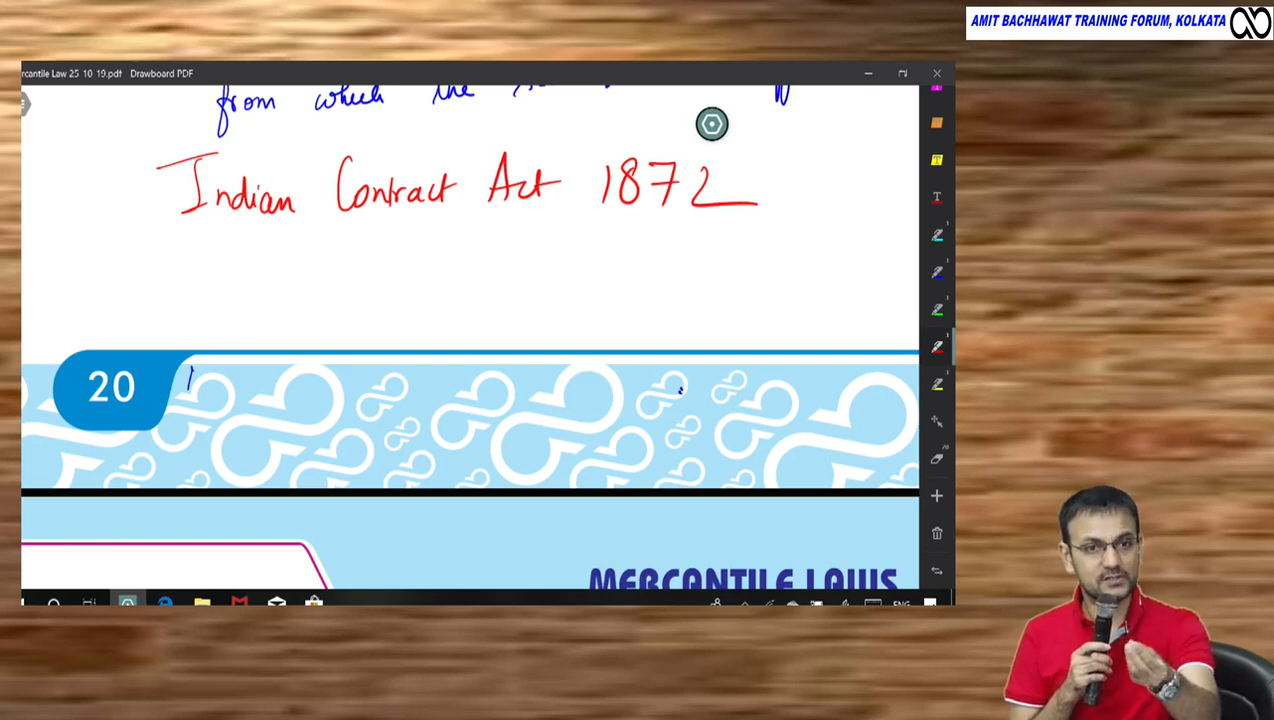 AMIT BACHHAWAT TRAINING FORUM, KOLKATA
rcantile Law 25 10 19.pdf Drawboard PDF
from which the
Indian Contract Act 1872
20
MERCANTILE LAWS
ENG